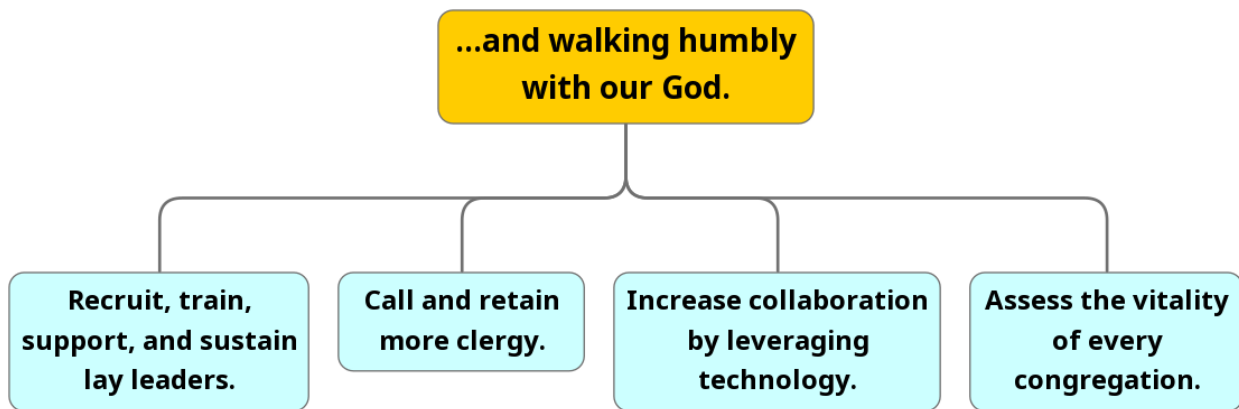 ...and walking humbly
with our God.
Recruit, train,
support, and sustain
lay leaders.
Call and retain
more clergy.
Increase collaboration
by leveraging
technology.
Assess the vitality
of every
congregation.